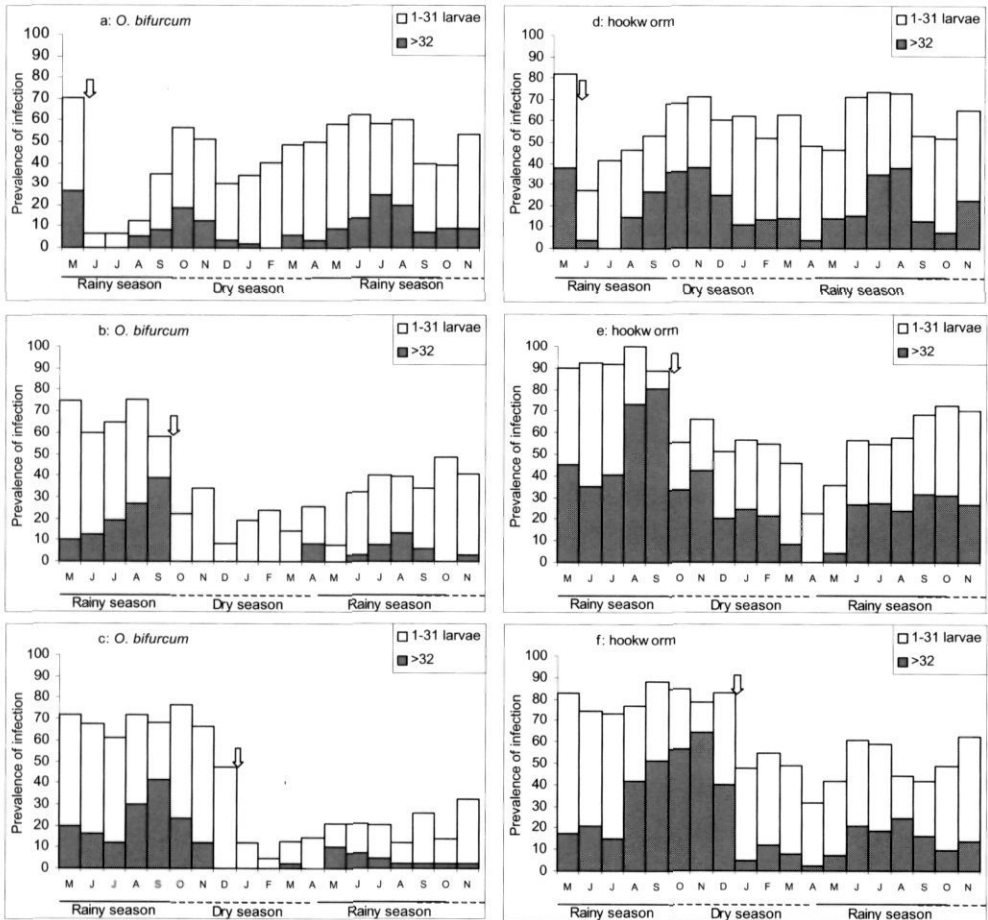 a: O. bifurcum
1-31 larvae
>32
Prevalence of infection
100
90
80
70
60
50
40
30
20
10
0
M J J A S O N D J F M A M J J A S O N
Rainy season Dry season Rainy season
d: hookw orm
1-31 larvae
>32
Prevalence of infection
100
90
80
70
60
50
40
30
20
10
0
M J J A S O N D J F M A M J J A S O N
Rainy season Dry season Rainy season
b: O. bifurcum
1-31 larvae
>32
Prevalence of infection
100
90
80
70
60
50
40
30
20
10
0
M J J A S O N D J F M A M J J A S O N
Rainy season Dry season Rainy season
e: hookw orm
1-31 larvae
>32
Prevalence of infection
100
90
80
70
60
50
40
30
20
10
0
M J J A S O N D J F M A M J J A S O N
Rainy season Dry season Rainy season
c: O. bifurcum
1-31 larvae
>32
Prevalence of infection
100
90
80
70
60
50
40
30
20
10
0
M J J A S O N D J F M A M J J A S O N
Rainy season Dry season Rainy season
f: hookw orm
1-31 larvae
>32
Prevalence of infection
100
90
80
70
60
50
40
30
20
10
0
M J J A S O N D J F M A M J J A S O N
Rainy season Dry season Rainy season